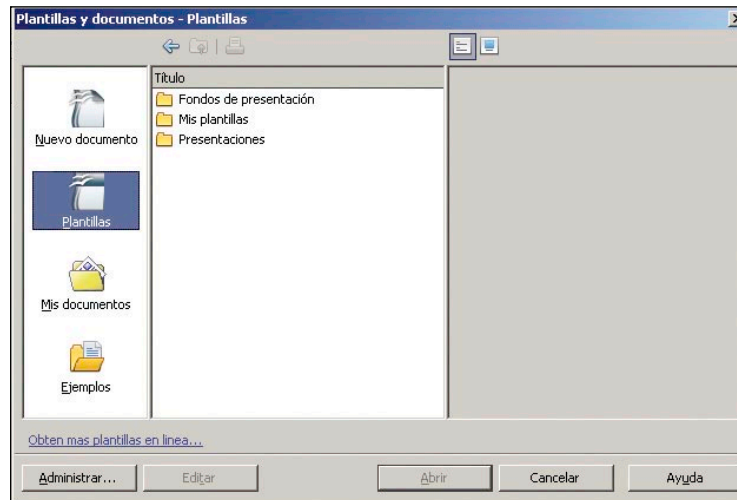 Plantillas y documentos - Plantillas
Título
Fondos de presentación
Mis plantillas
Presentaciones
Nuevo documento
Plantillas
Mis documentos
Ejemplos
Obten mas plantillas en linea...
Administrar... Editar Abrir Cancelar Ayuda